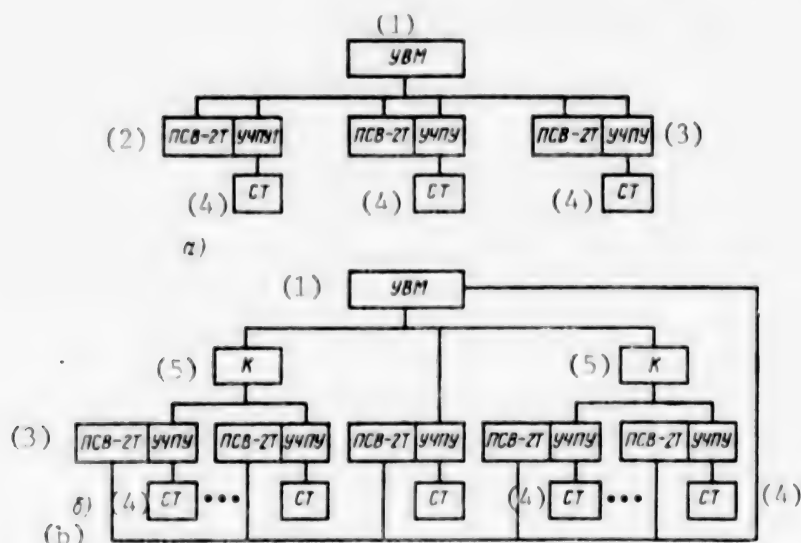 (1)
УВМ
(2) ПСВ-2Т УЧПУ1 ПСВ-2Т УЧПУ ПСВ-2Т УЧПУ (3)
(4) СТ (4) СТ (4) СТ
а)
(1) УВМ
(5) К (5) К
(3) ПСВ-2Т УЧПУ ПСВ-2Т УЧПУ ПСВ-2Т УЧПУ ПСВ-2Т УЧПУ ПСВ-2Т УЧПУ
б) (4) СТ ••• СТ СТ (4) СТ ••• СТ (4)
(b)